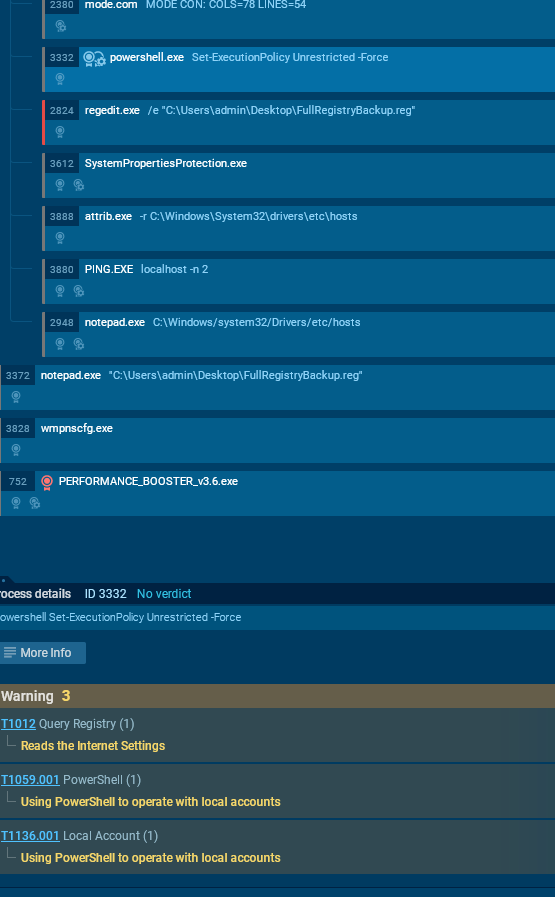 2380 mode.com MODE CON: COLS=78 LINES=54
3332 powershell.exe Set-ExecutionPolicy Unrestricted -Force
2824 regedit.exe /e "C:\Users\admin\Desktop\FullRegistryBackup.reg"
3612 SystemPropertiesProtection.exe
3888 attrib.exe -r C:\Windows\System32\drivers\etc\hosts
3880 PING.EXE localhost -n 2
2948 notepad.exe C:\Windows/system32/Drivers/etc/hosts
3372 notepad.exe "C:\Users\admin\Desktop\FullRegistryBackup.reg"
3828 wmpnscfg.exe
752 PERFORMANCE_BOOSTER_v3.6.exe
ocess details ID 3332 No verdict
owershell Set-ExecutionPolicy Unrestricted -Force
More Info
Warning 3
T1012 Query Registry (1)
Reads the Internet Settings
T1059.001 PowerShell (1)
Using PowerShell to operate with local accounts
T1136.001 Local Account (1)
Using PowerShell to operate with local accounts